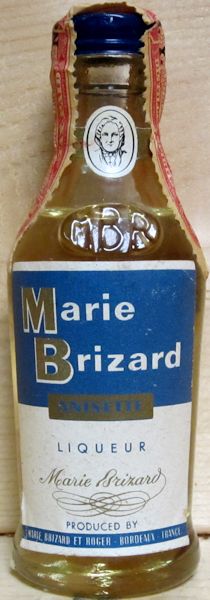 MBR
Marie
Brizard
ANISETTE
LIQUEUR
Marie Brizard
PRODUCED BY
MARIE, BRIZARD ET ROGER - BORDEAUX - FRANCE